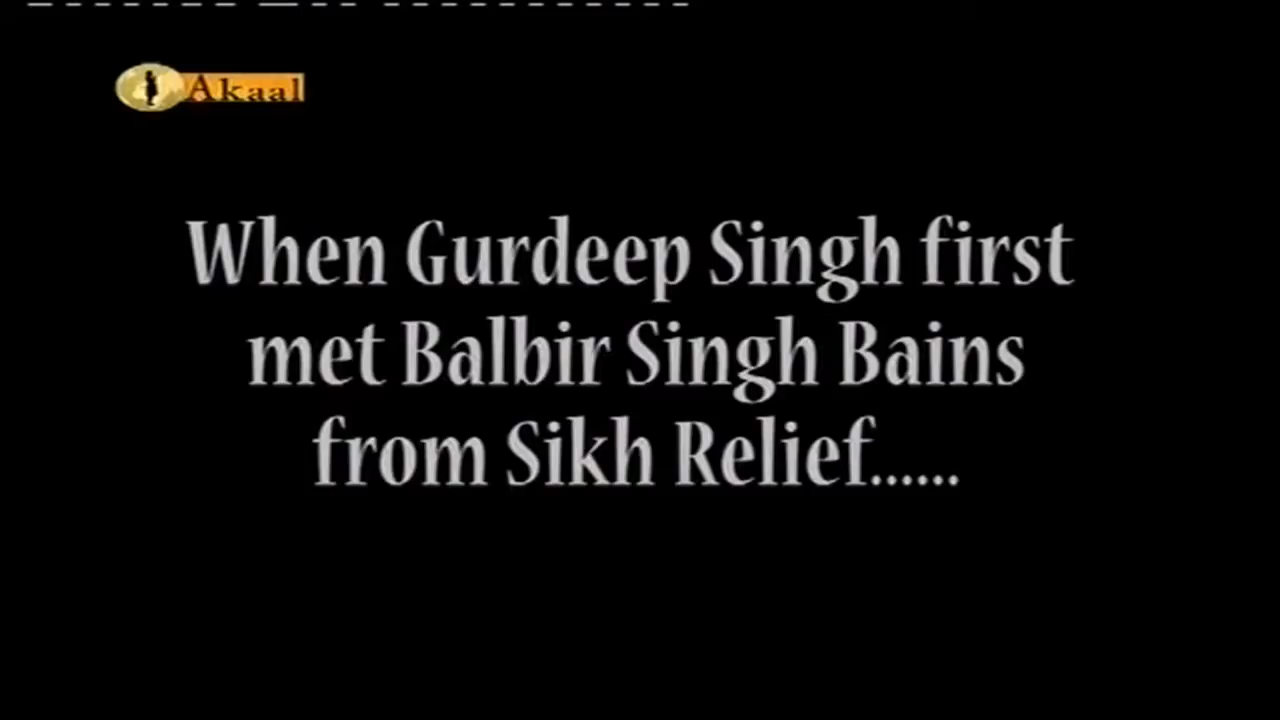 Akaal
When Gurdeep Singh first
met Balbir Singh Bains
from Sikh Relief......